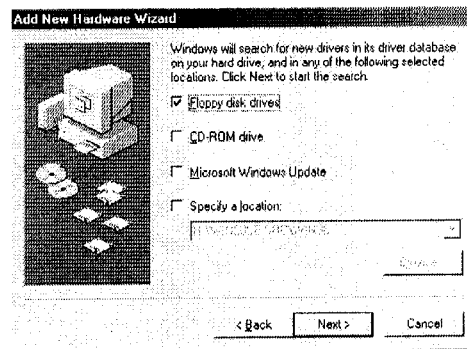 Add New Hardware Wizard
Windows will search for new drivers in its driver database
on your hard drive, and in any of the following selected
locations. Click Next to start the search.
Floppy disk drives
CD-ROM drive
Microsoft Windows Update
Specify a location:
< Back Next > Cancel